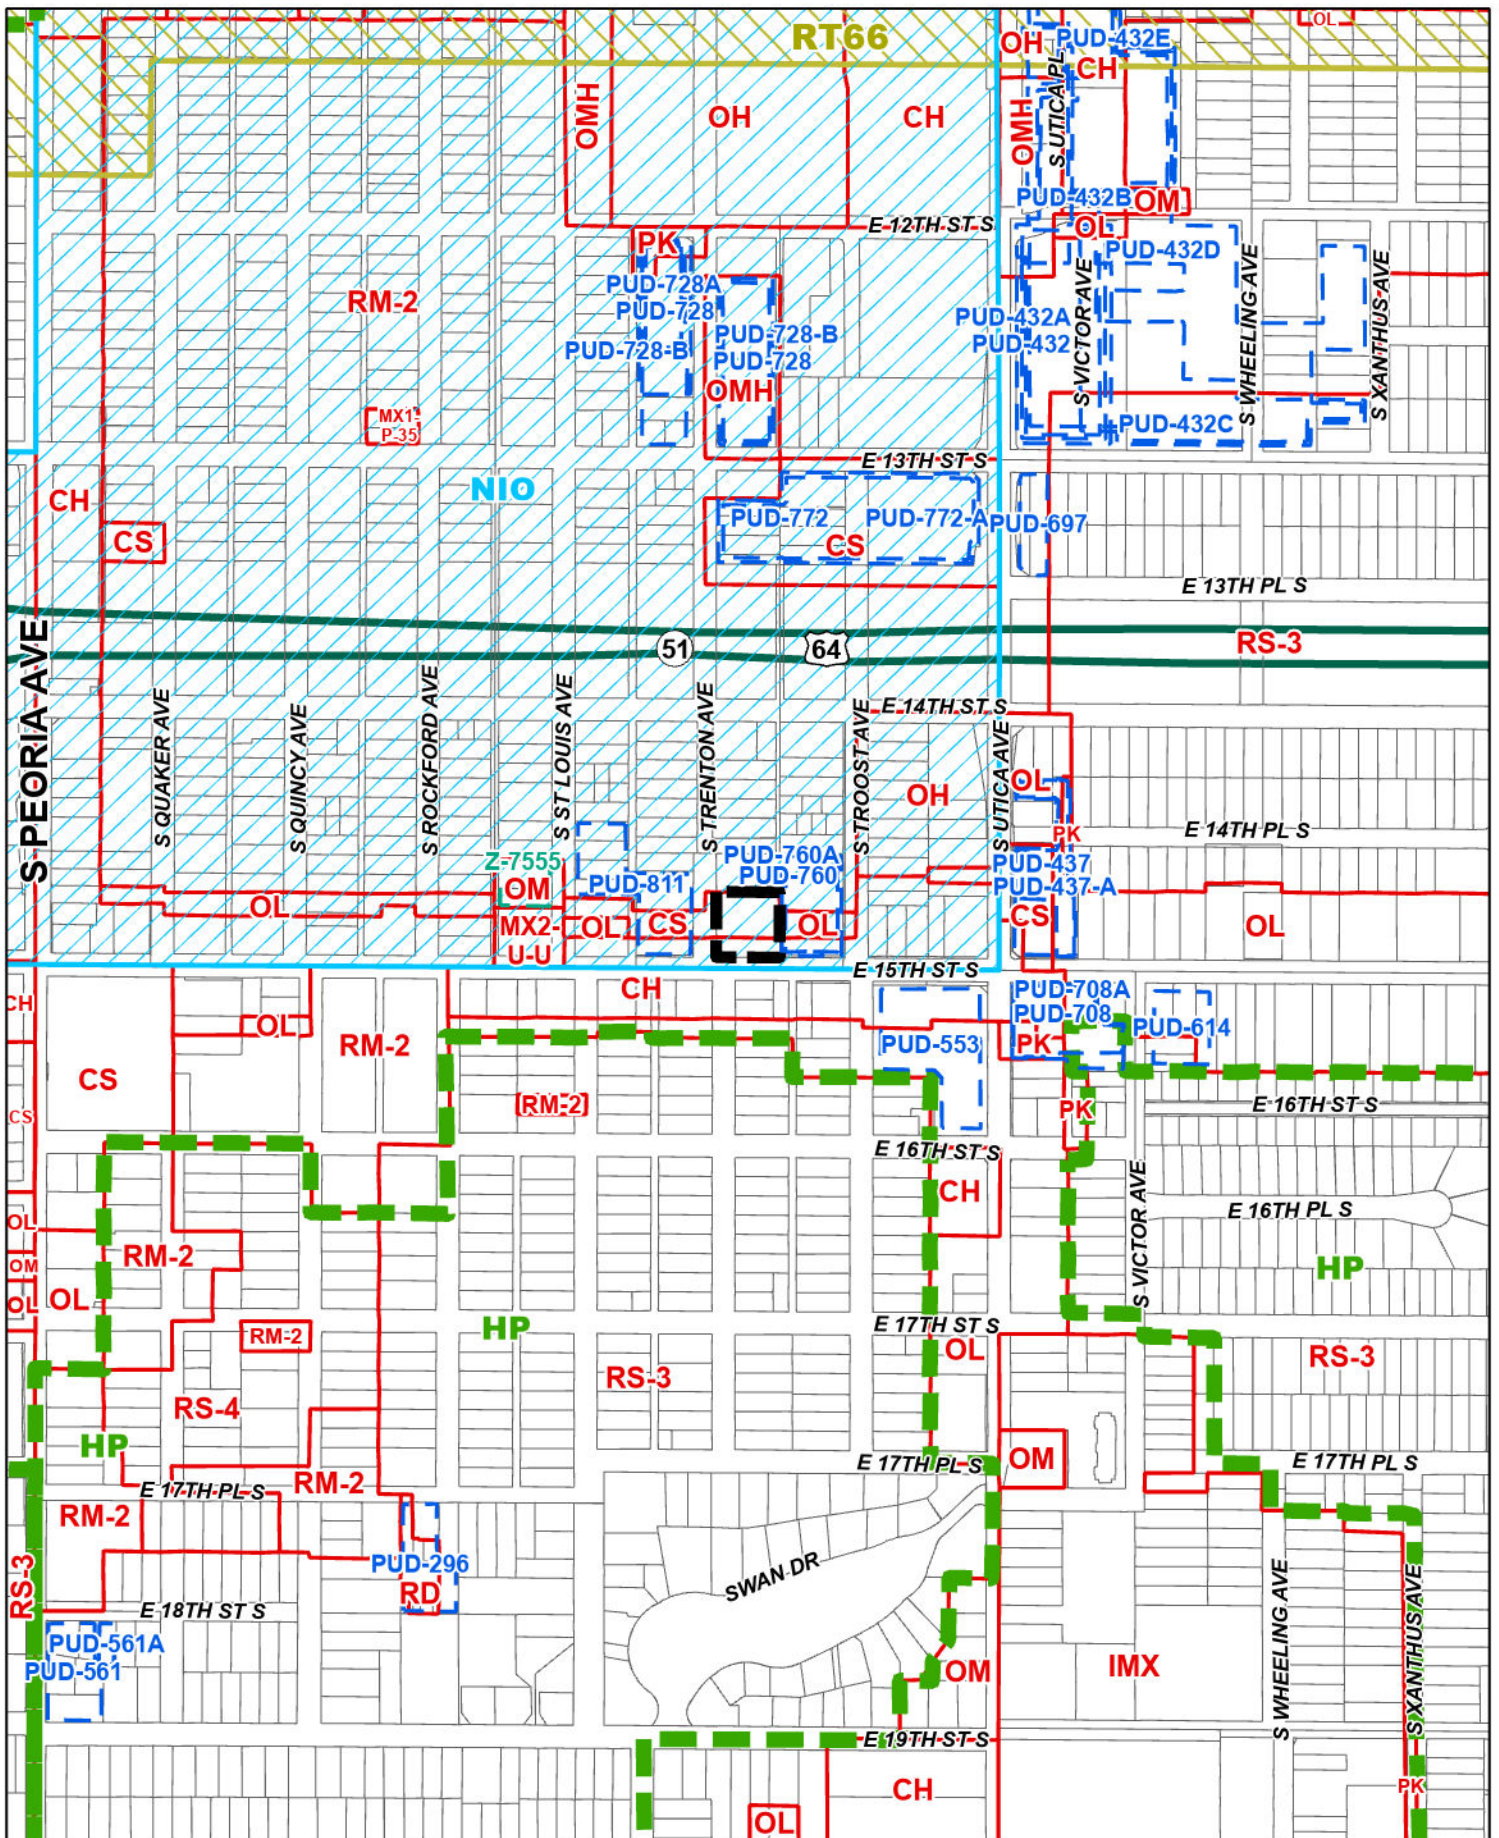 RT66
OL
OH
PUD-432E
CH
OMH
OH
CH
OMH
S UTICA PL
PUD-432B
OM
E 12TH ST S
OL
PK
PUD-432D
PUD-728A
PUD-728
PUD-728-B
RM-2
PUD-728-B
PUD-728
OMH
PUD-432A
PUD-432
S VICTOR AVE
S WHEELING AVE
S XANTHUS AVE
MX1-
P-35
PUD-432C
E 13TH ST S
CH
NIO
CS
PUD-772
PUD-772-A
PUD-697
CS
E 13TH PL S
51
64
RS-3
S PEORIA AVE
S QUAKER AVE
S QUINCY AVE
S ROCKFORD AVE
S ST LOUIS AVE
S TRENTON AVE
S TROOST AVE
E 14TH ST S
S UTICA AVE
OH
OL
PK
E 14TH PL S
Z-7555
OM
PUD-811
PUD-760A
PUD-760
PUD-437
PUD-437-A
OL
MX2-
U-U
OL
CS
OL
CS
OL
E 15TH ST S
CH
CH
OL
RM-2
PUD-553
PUD-708A
PUD-708
PK
PUD-614
CS
RM-2
CS
PK
E 16TH ST S
E 16TH ST S
CH
OL
E 16TH PL S
S VICTOR AVE
RM-2
OM
OL
OL
HP
HP
E 17TH ST S
RM-2
OL
RS-3
RS-3
RS-4
HP
OM
E 17TH PL S
E 17TH PL S
RM-2
E 17TH PL S
RM-2
PUD-296
RD
SWAN DR
RS-3
E 18TH ST S
PUD-561A
PUD-561
OM
IMX
S WHEELING AVE
S XANTHUS AVE
E 19TH ST S
CH
PK
OL